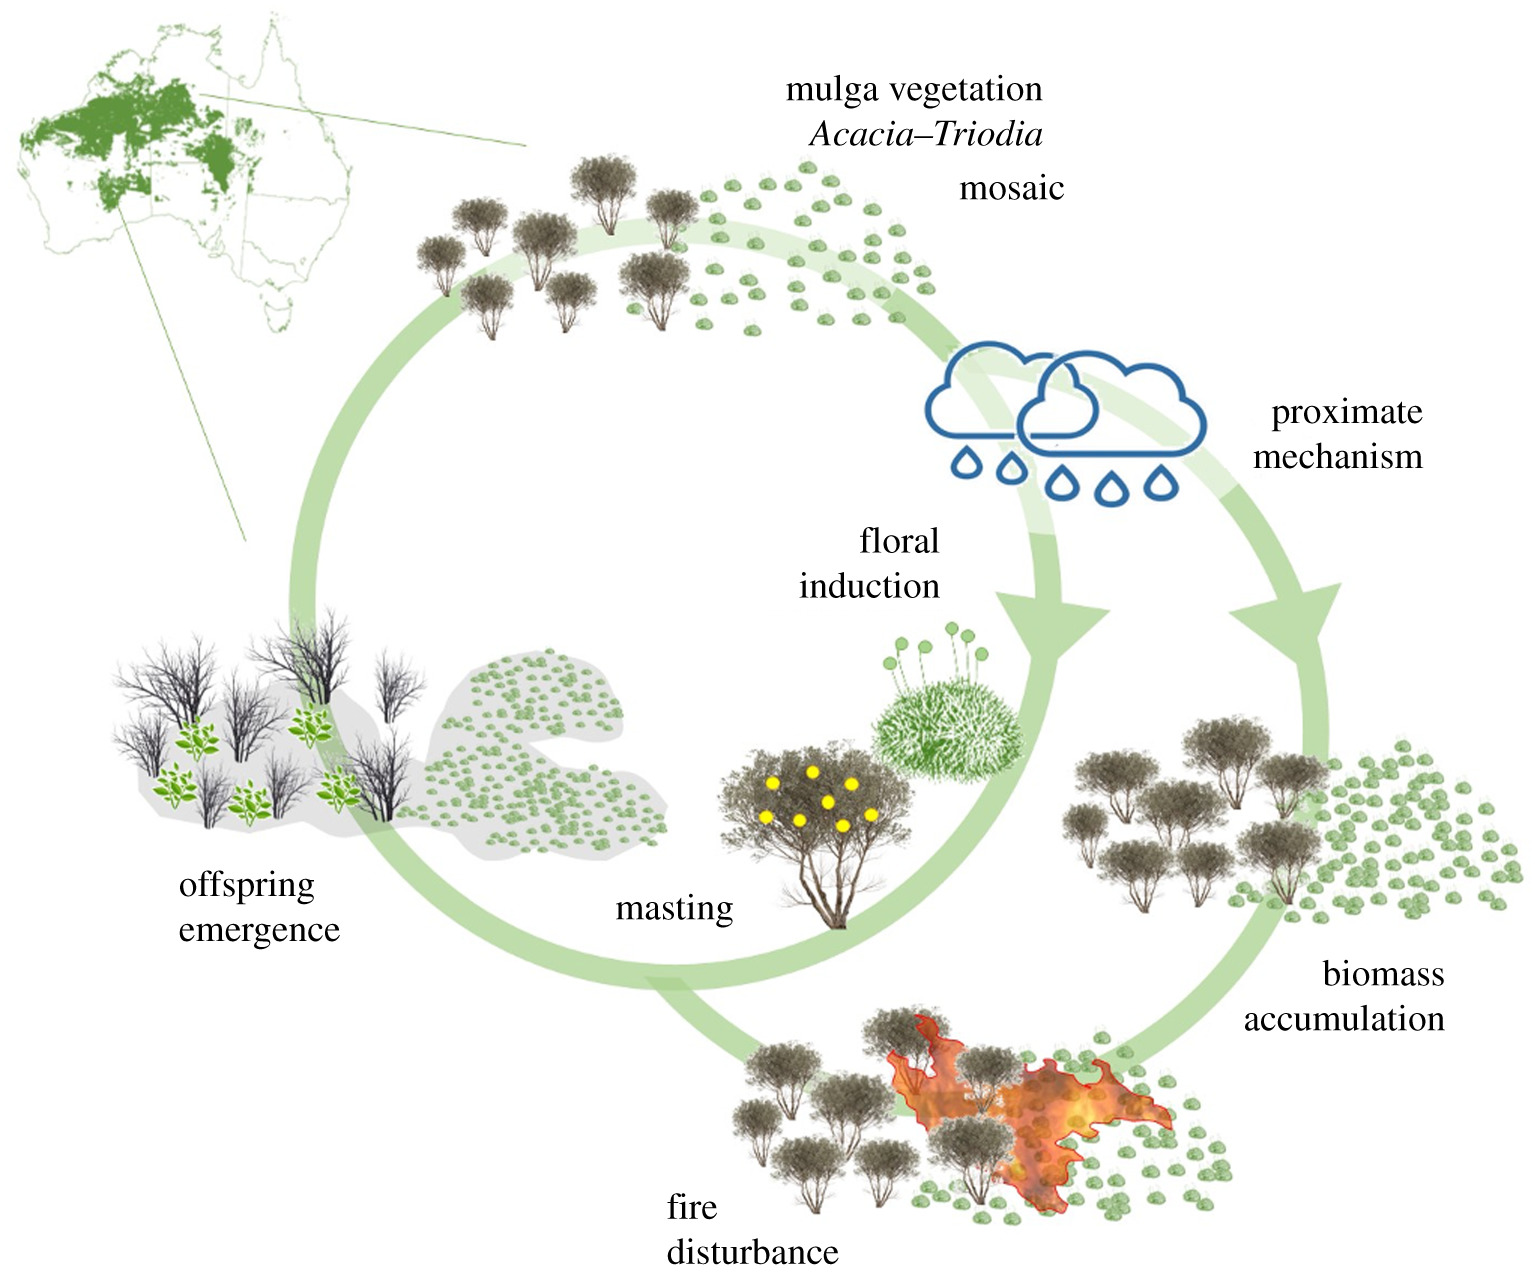 mulga vegetation
Acacia–Triodia
mosaic
proximate
mechanism
floral
induction
masting
offspring
emergence
biomass
accumulation
fire
disturbance